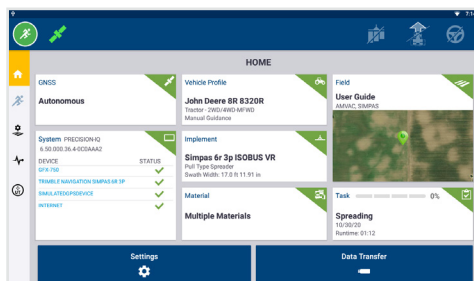 7:14
HOME
GNSS
Autonomous
Vehicle Profile
John Deere 8R 8320R
Tractor - 2WD/4WD-MFWD
Manual Guidance
Field
User Guide
AMVAC, SIMPAS
System PRECISION-IQ
6.50.000.36.4-0C0AAA2
DEVICE STATUS
GFX-750
TRIMBLE NAVIGATION SIMPAS 6R 3P
SIMULATEDGPSDEVICE
INTERNET
Implement
Simpas 6r 3p ISOBUS VR
Pull Type Spreader
Swath Width: 17.0 ft 11.91 in
Material
Multiple Materials
Task 0%
Spreading
10/30/20
Runtime: 01:12
Settings
Data Transfer